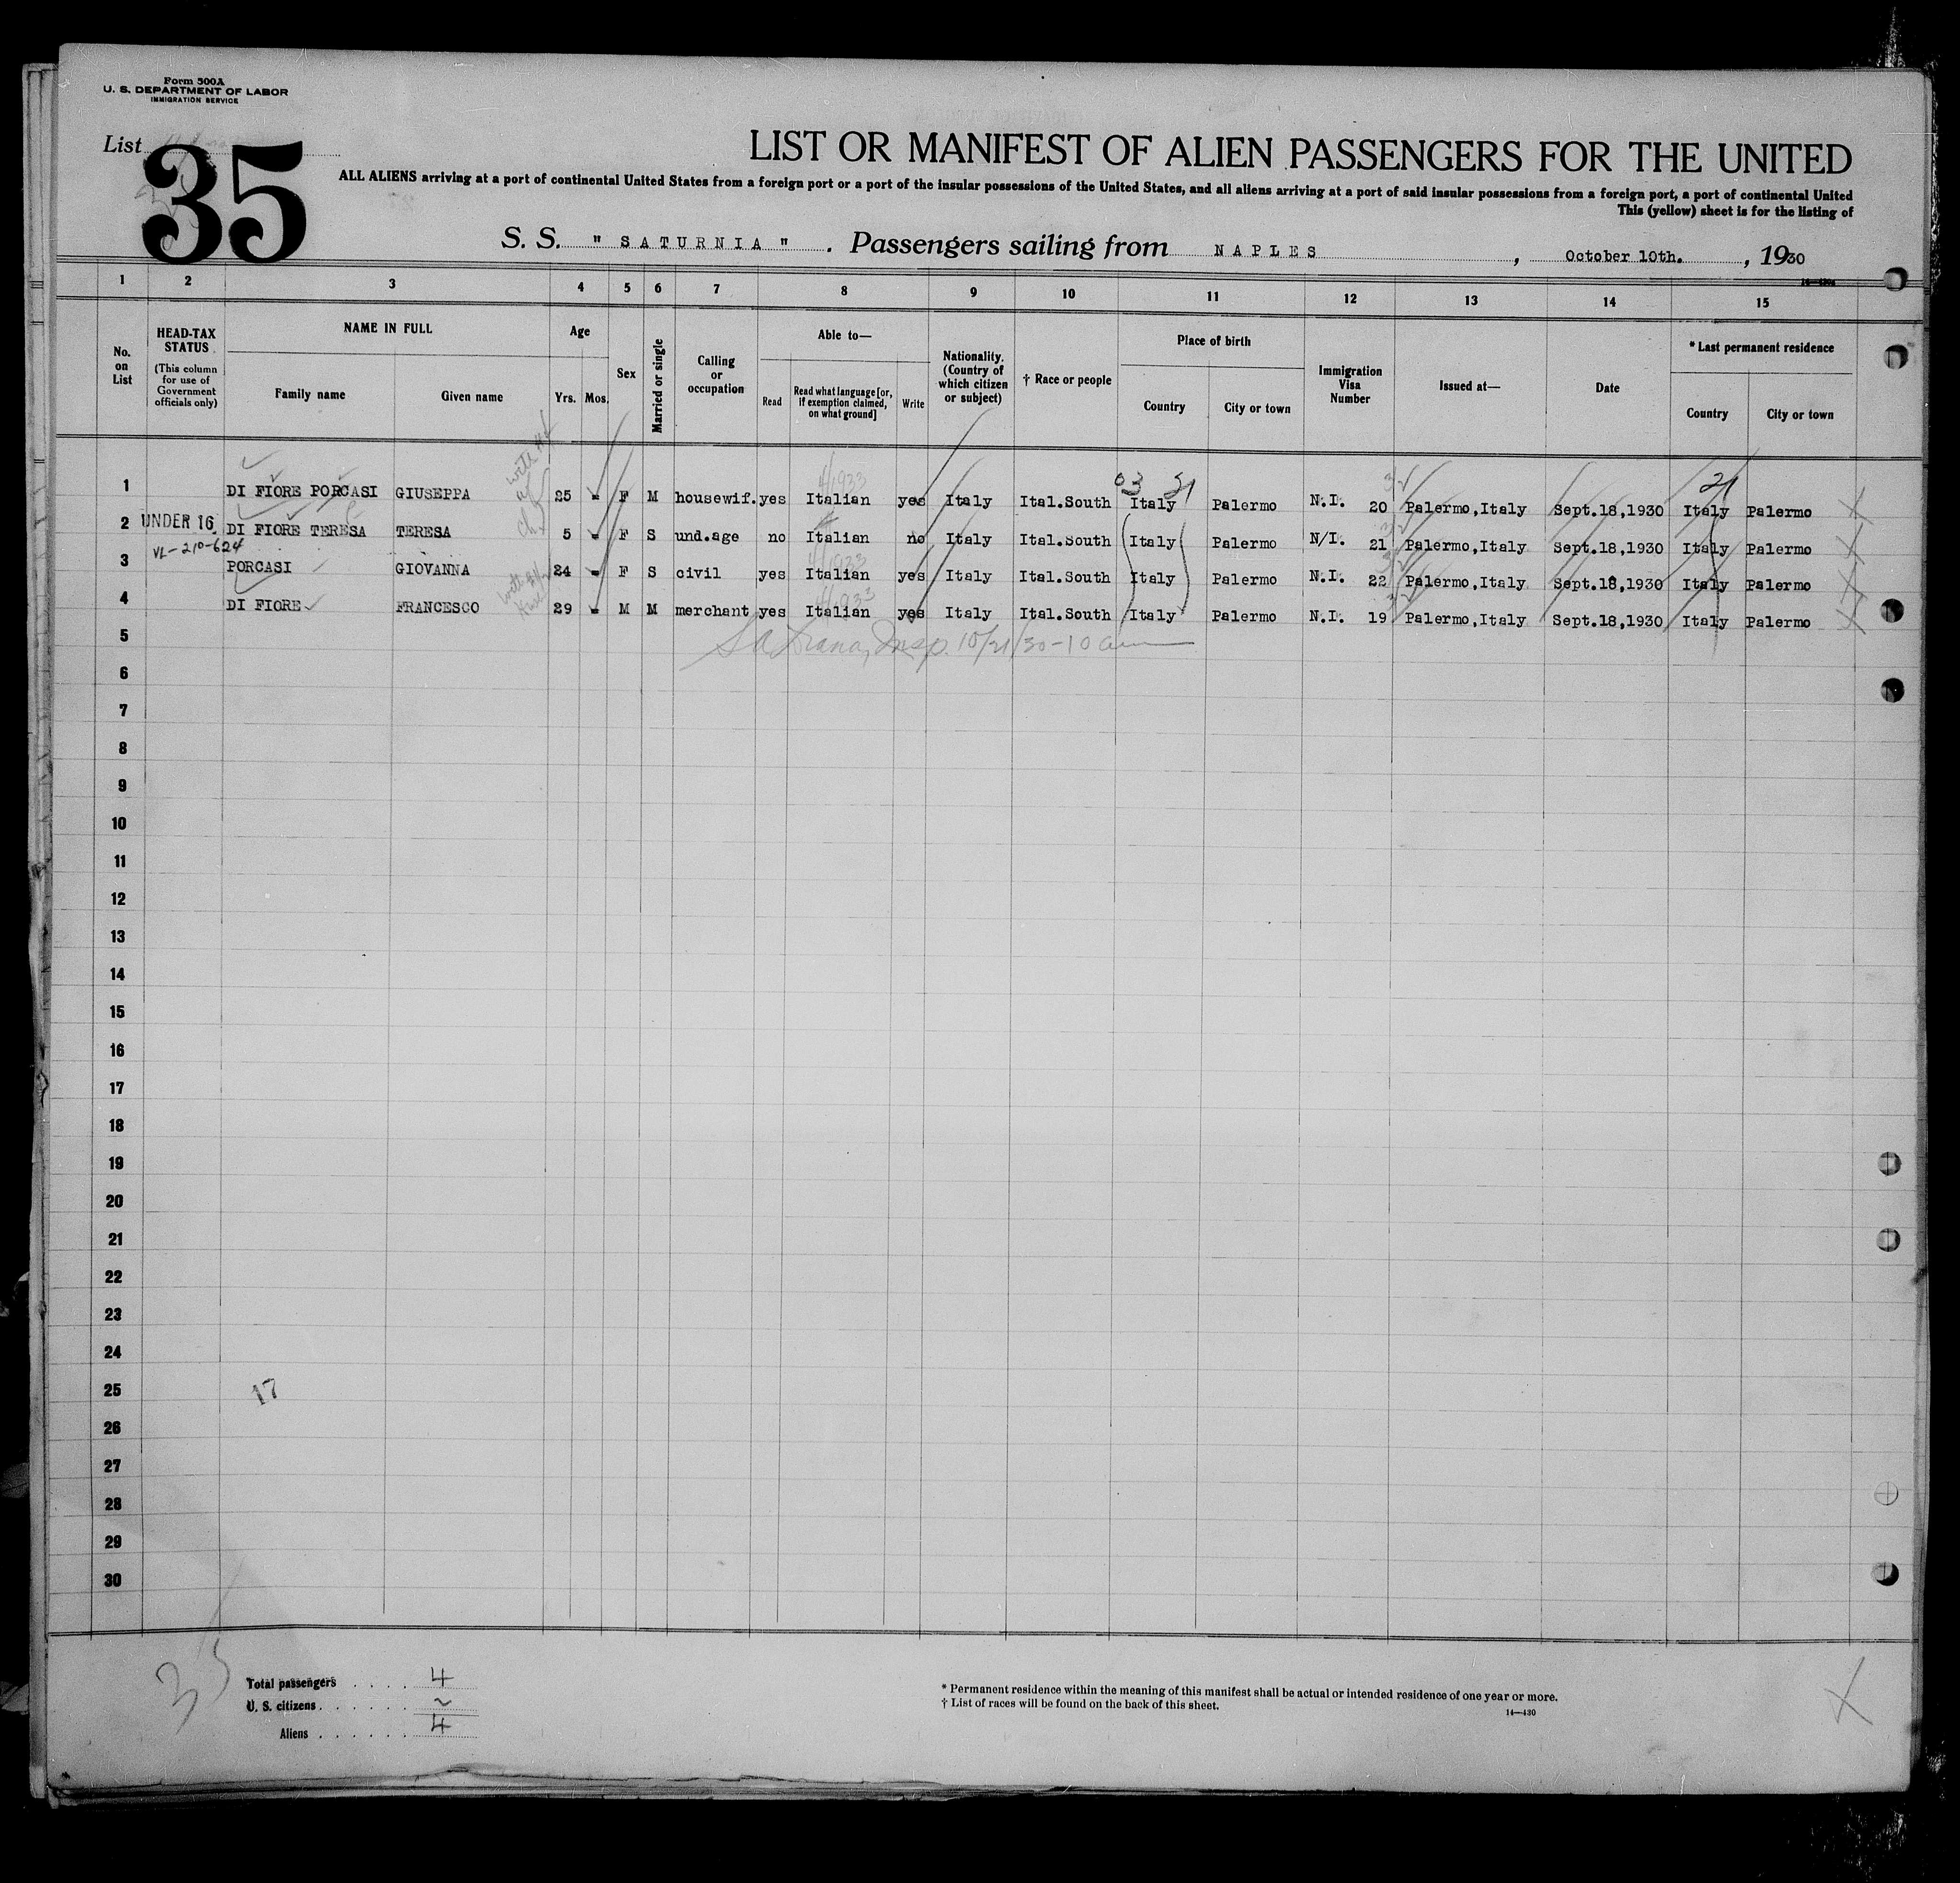 Form 500A
U. S. DEPARTMENT OF LABOR
IMMIGRATION SERVICE
List
35
LIST OR MANIFEST OF ALIEN PASSENGERS FOR THE UNITED
ALL ALIENS arriving at a port of continental United States from a foreign port or a port of the insular possessions of the United States, and all aliens arriving at a port of said insular possessions from a foreign port, a port of continental United
This (yellow) sheet is for the listing of
S. S. " SATURNIA " . Passengers sailing from NAPLES , October 10th. , 1930
1 2 3 4 5 6 7 8 9 10 11 12 13 14 15
No. on List
HEAD-TAX STATUS
(This column for use of Government officials only)
NAME IN FULL
Family name Given name
Age
Yrs. Mos.
Sex
Married or single
Calling or occupation
Able to—
Read Read what language [or, if exemption claimed, on what ground] Write
Nationality. (Country of which citizen or subject)
† Race or people
Place of birth
Country City or town
Immigration Visa Number
Issued at—
Date
* Last permanent residence
Country City or town
03 21 21
1 DI FIORE PORCASI GIUSEPPA 25 - F M housewif. yes Italian yes Italy Ital.South Italy Palermo N.I. 20 Palermo,Italy Sept.18,1930 Italy Palermo
2 UNDER 16 DI FIORE TERESA TERESA 5 - F S und.age no Italian no Italy Ital.South Italy Palermo N/I. 21 Palermo,Italy Sept.18,1930 Italy Palermo
VL-210-624
3 PORCASI GIOVANNA 24 - F S civil yes Italian yes Italy Ital.South Italy Palermo N.I. 22 Palermo,Italy Sept.18,1930 Italy Palermo
4 DI FIORE FRANCESCO 29 - M M merchant yes Italian yes Italy Ital.South Italy Palermo N.I. 19 Palermo,Italy Sept.18,1930 Italy Palermo
5
Insp. 10/21/30-10 am
6
7
8
9
10
11
12
13
14
15
16
17
18
19
20
21
22
23
24
25 17
26
27
28
29
30
35
Total passengers . . . . 4
U. S. citizens . . . . . . ~
Aliens . . . . . . 4
* Permanent residence within the meaning of this manifest shall be actual or intended residence of one year or more.
† List of races will be found on the back of this sheet.
14—430